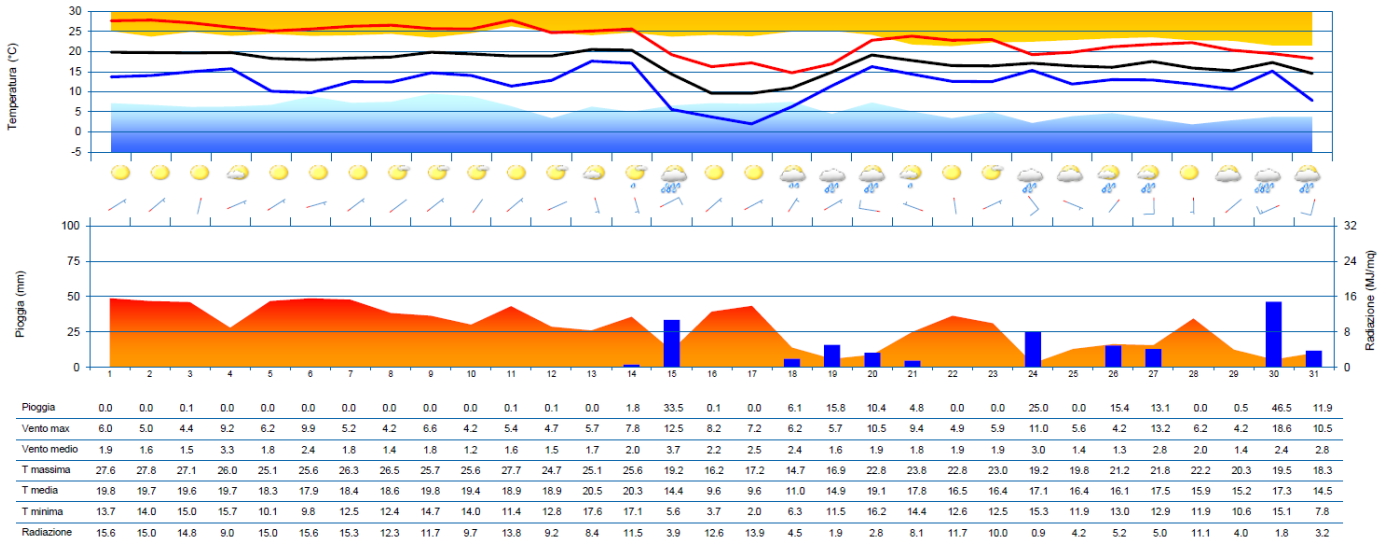 30
25
20
15
10
5
0
-5
Temperatura (°C)
100
75
50
25
0
Pioggia (mm)
32
24
16
8
0
Radiazione (MJ/mq)
1 2 3 4 5 6 7 8 9 10 11 12 13 14 15 16 17 18 19 20 21 22 23 24 25 26 27 28 29 30 31
Pioggia 0.0 0.0 0.1 0.0 0.0 0.0 0.0 0.0 0.0 0.0 0.1 0.1 0.0 1.8 33.5 0.1 0.0 6.1 15.8 10.4 4.8 0.0 0.0 25.0 0.0 15.4 13.1 0.0 0.5 46.5 11.9
Vento max 6.0 5.0 4.4 9.2 6.2 9.9 5.2 4.2 6.6 4.2 5.4 4.7 5.7 7.8 12.5 8.2 7.2 6.2 5.7 10.5 9.4 4.9 5.9 11.0 5.6 4.2 13.2 6.2 4.2 18.6 10.5
Vento medio 1.9 1.6 1.5 3.3 1.8 2.4 1.8 1.4 1.8 1.2 1.6 1.5 1.7 2.0 3.7 2.2 2.5 2.4 1.6 1.9 1.8 1.9 1.9 3.0 1.4 1.3 2.8 2.0 1.4 2.4 2.8
T massima 27.6 27.8 27.1 26.0 25.1 25.6 26.3 26.5 25.7 25.6 27.7 24.7 25.1 25.6 19.2 16.2 17.2 14.7 16.9 22.8 23.8 22.8 23.0 19.2 19.8 21.2 21.8 22.2 20.3 19.5 18.3
T media 19.8 19.7 19.6 19.7 18.3 17.9 18.4 18.6 19.8 19.4 18.9 18.9 20.5 20.3 14.4 9.6 9.6 11.0 14.9 19.1 17.8 16.5 16.4 17.1 16.4 16.1 17.5 15.9 15.2 17.3 14.5
T minima 13.7 14.0 15.0 15.7 10.1 9.8 12.5 12.4 14.7 14.0 11.4 12.8 17.6 17.1 5.6 3.7 2.0 6.3 11.5 16.2 14.4 12.6 12.5 15.3 11.9 13.0 12.9 11.9 10.6 15.1 7.8
Radiazione 15.6 15.0 14.8 9.0 15.0 15.6 15.3 12.3 11.7 9.7 13.8 9.2 8.4 11.5 3.9 12.6 13.9 4.5 1.9 2.8 8.1 11.7 10.0 0.9 4.2 5.2 5.0 11.1 4.0 1.8 3.2